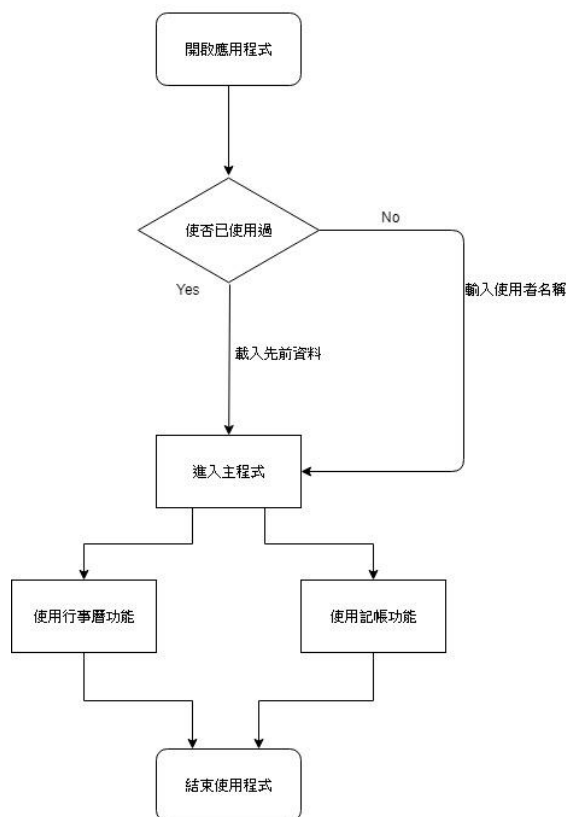 開啟應用程式
使否已使用過
No
Yes
輸入使用者名稱
載入先前資料
進入主程式
使用行事曆功能
使用記帳功能
結束使用程式